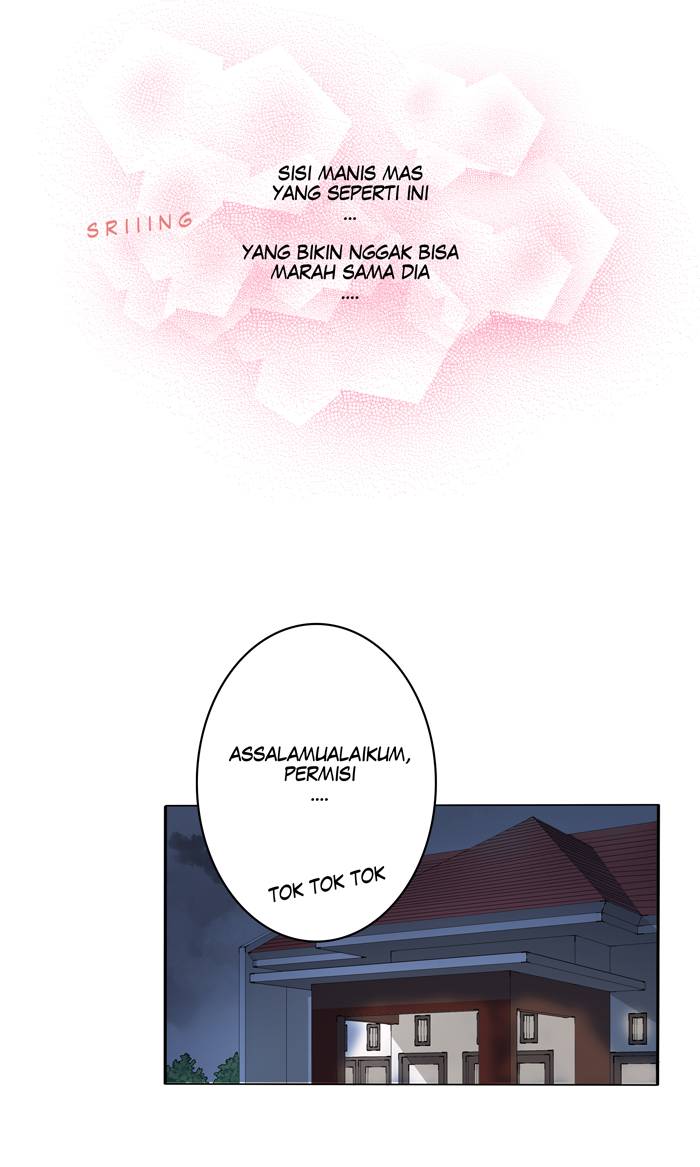 SISI MANIS MAS
YANG SEPERTI INI
...
SRIIING
YANG BIKIN NGGAK BISA
MARAH SAMA DIA
....
ASSALAMUALAIKUM,
PERMISI
....
TOK TOK TOK